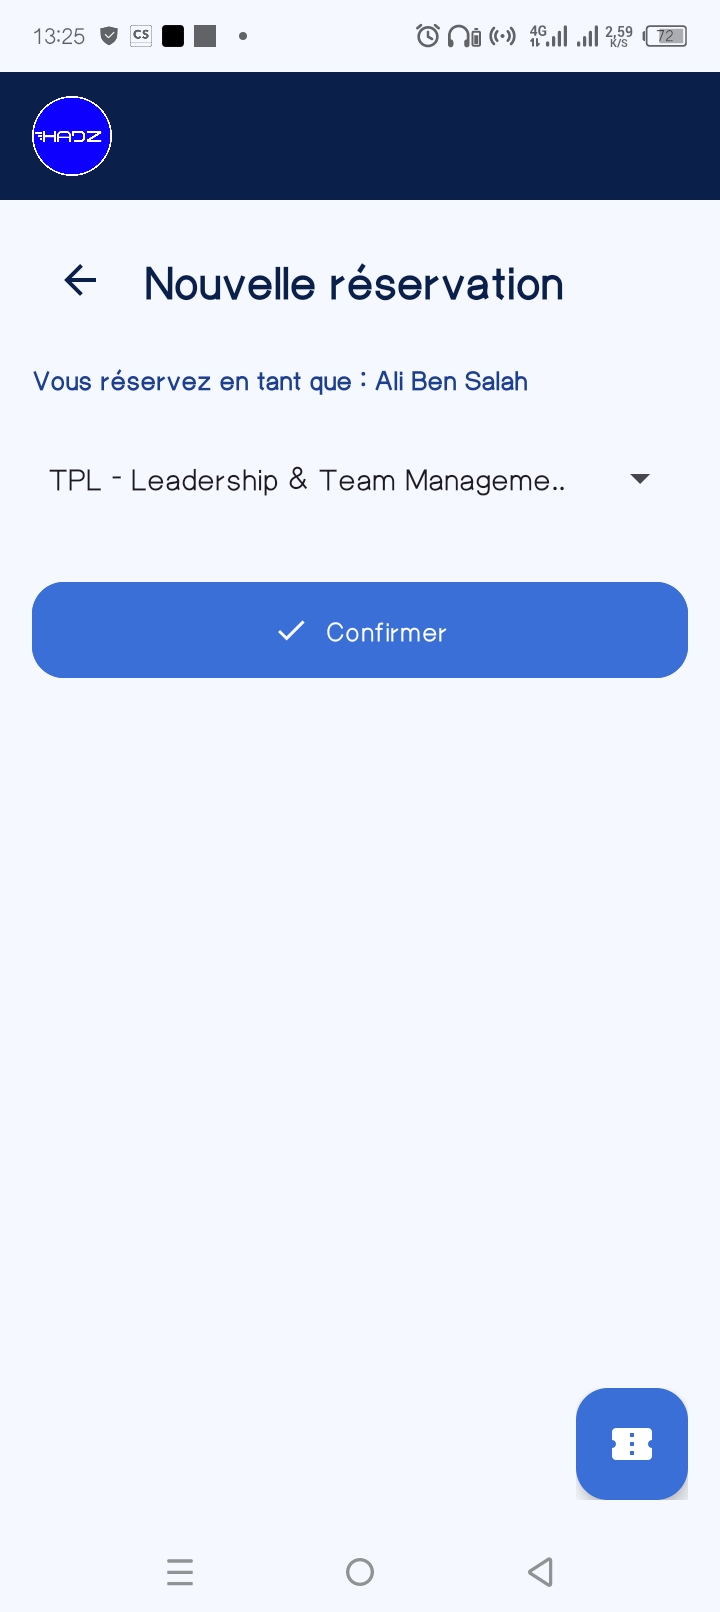 13:25 CS 4G 2,59 K/S 72
HADZ
Nouvelle réservation
Vous réservez en tant que : Ali Ben Salah
TPL - Leadership & Team Manageme..
Confirmer